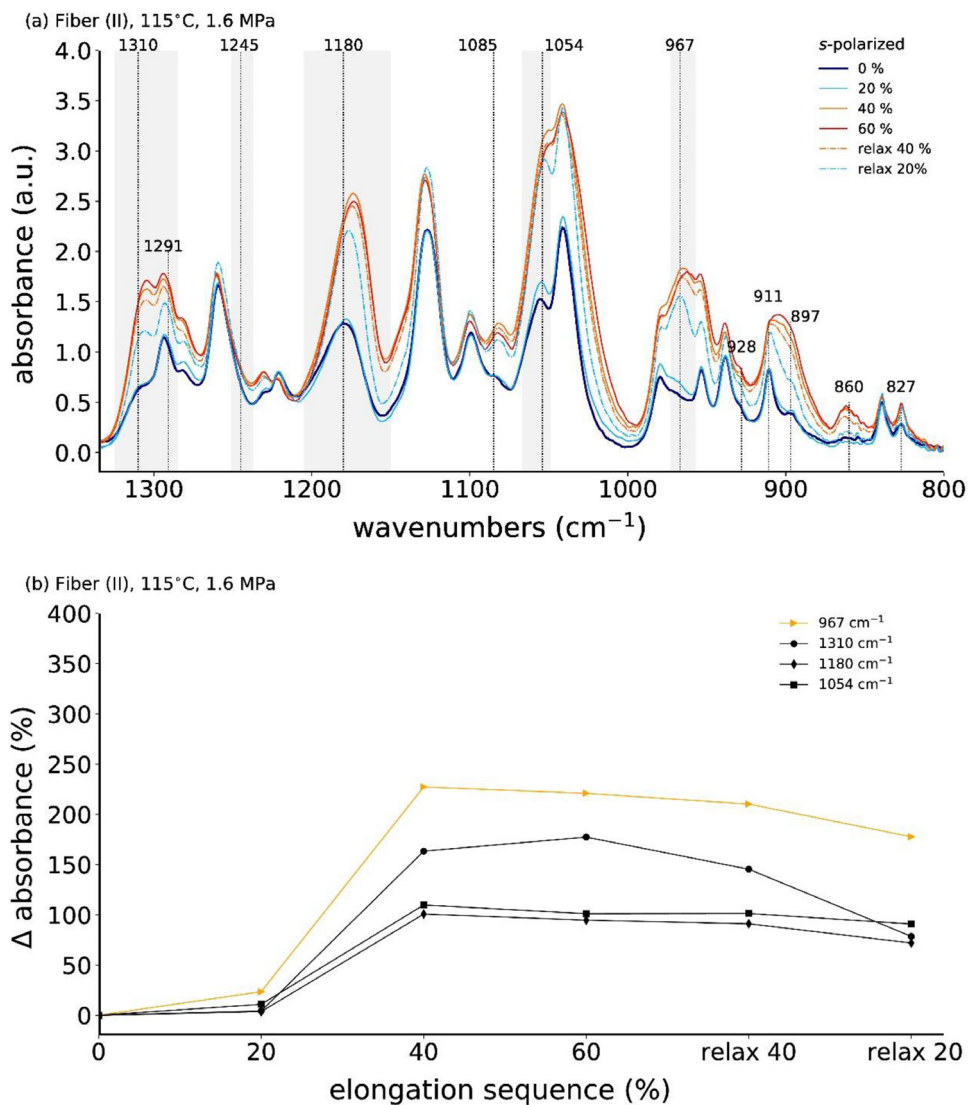 (a) Fiber (II), 115°C, 1.6 MPa
1310 1245 1180 1085 1054 967
s-polarized
0 %
20 %
40 %
60 %
relax 40 %
relax 20%
4.0
3.5
3.0
2.5
2.0
1.5
1.0
0.5
0.0
absorbance (a.u.)
1291
911
897
928
860
827
1300 1200 1100 1000 900 800
wavenumbers (cm⁻¹)
(b) Fiber (II), 115°C, 1.6 MPa
400
350
300
250
200
150
100
50
0
Δ absorbance (%)
967 cm⁻¹
1310 cm⁻¹
1180 cm⁻¹
1054 cm⁻¹
0 20 40 60 relax 40 relax 20
elongation sequence (%)